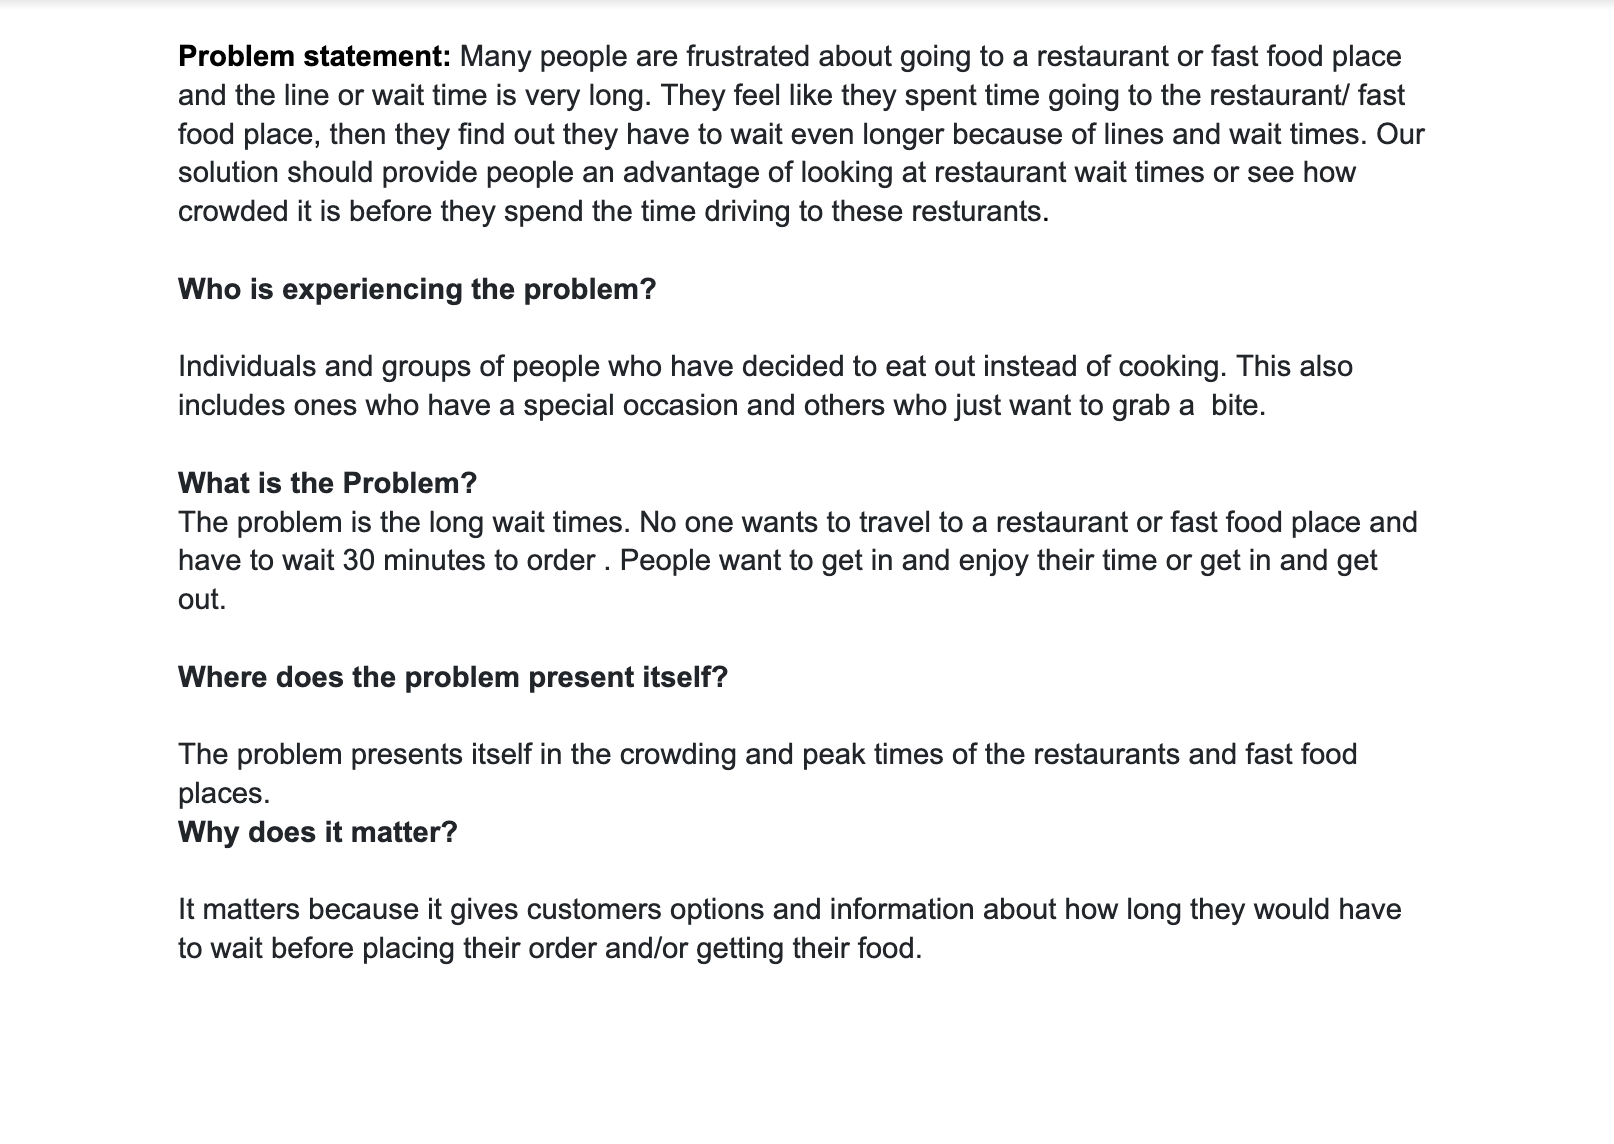 Problem statement: Many people are frustrated about going to a restaurant or fast food place
and the line or wait time is very long. They feel like they spent time going to the restaurant/ fast
food place, then they find out they have to wait even longer because of lines and wait times. Our
solution should provide people an advantage of looking at restaurant wait times or see how
crowded it is before they spend the time driving to these resturants.
Who is experiencing the problem?
Individuals and groups of people who have decided to eat out instead of cooking. This also
includes ones who have a special occasion and others who just want to grab a  bite.
What is the Problem?
The problem is the long wait times. No one wants to travel to a restaurant or fast food place and
have to wait 30 minutes to order . People want to get in and enjoy their time or get in and get
out.
Where does the problem present itself?
The problem presents itself in the crowding and peak times of the restaurants and fast food
places.
Why does it matter?
It matters because it gives customers options and information about how long they would have
to wait before placing their order and/or getting their food.